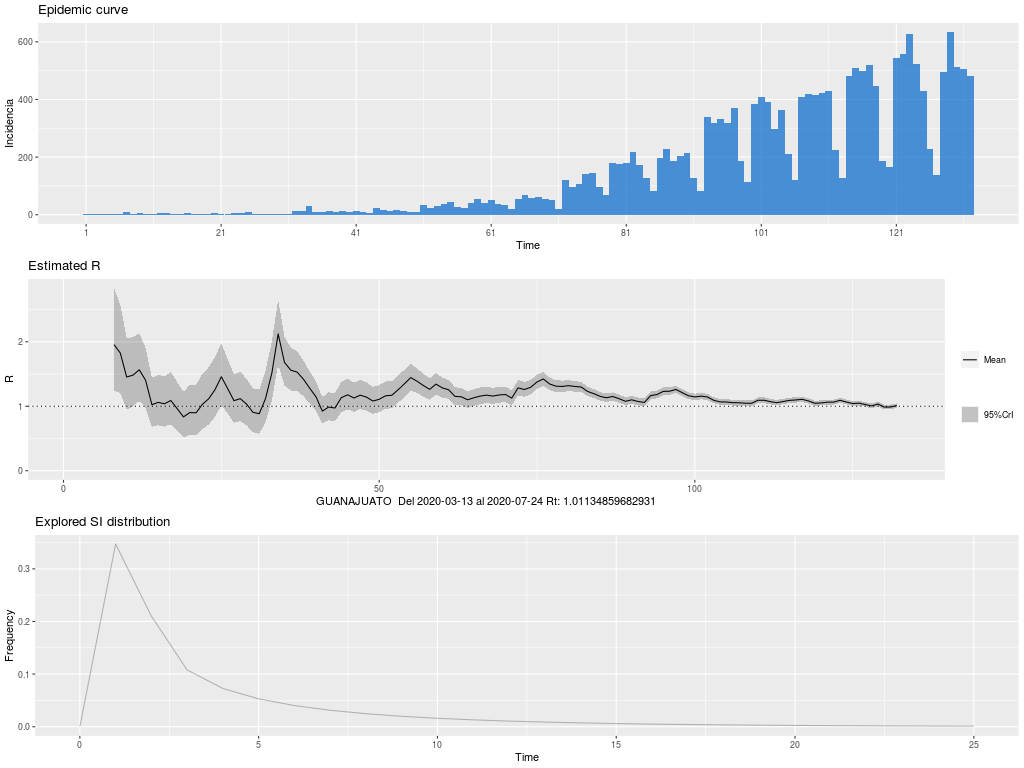 Epidemic curve
600
400
200
0
Incidencia
1 21 41 61 81 101 121
Time
Estimated R
2
1
0
R
0 50 100
GUANAJUATO Del 2020-03-13 al 2020-07-24 Rt: 1.01134859682931
Mean
95%CrI
Explored SI distribution
0.3
0.2
0.1
0.0
Frequency
0 5 10 15 20 25
Time